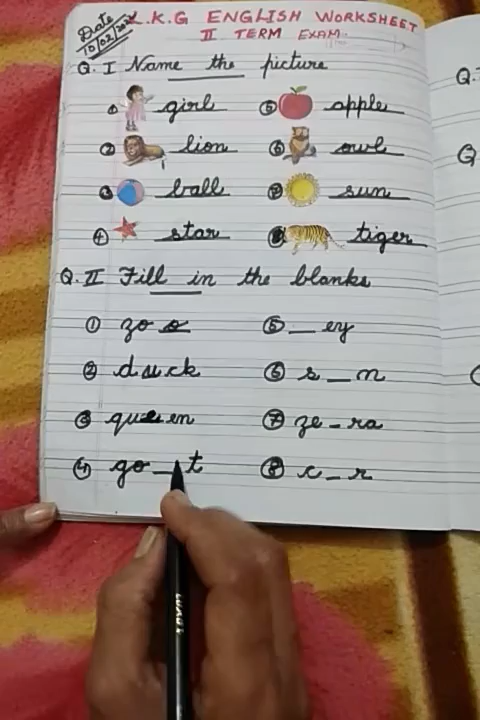 Date
10/02/202
L.K.G ENGLISH WORKSHEET
II TERM EXAM.
Q.I Name the picture
① girl ⑤ apple
② lion ⑥ owl
③ ball ⑦ sun
④ star ⑧ tiger
Q.II Fill in the blanks
① zoo ⑤ _ey
② duck ⑥ s_n
③ queen ⑦ ze_ra
④ go_t ⑧ c_r
Q.
Q